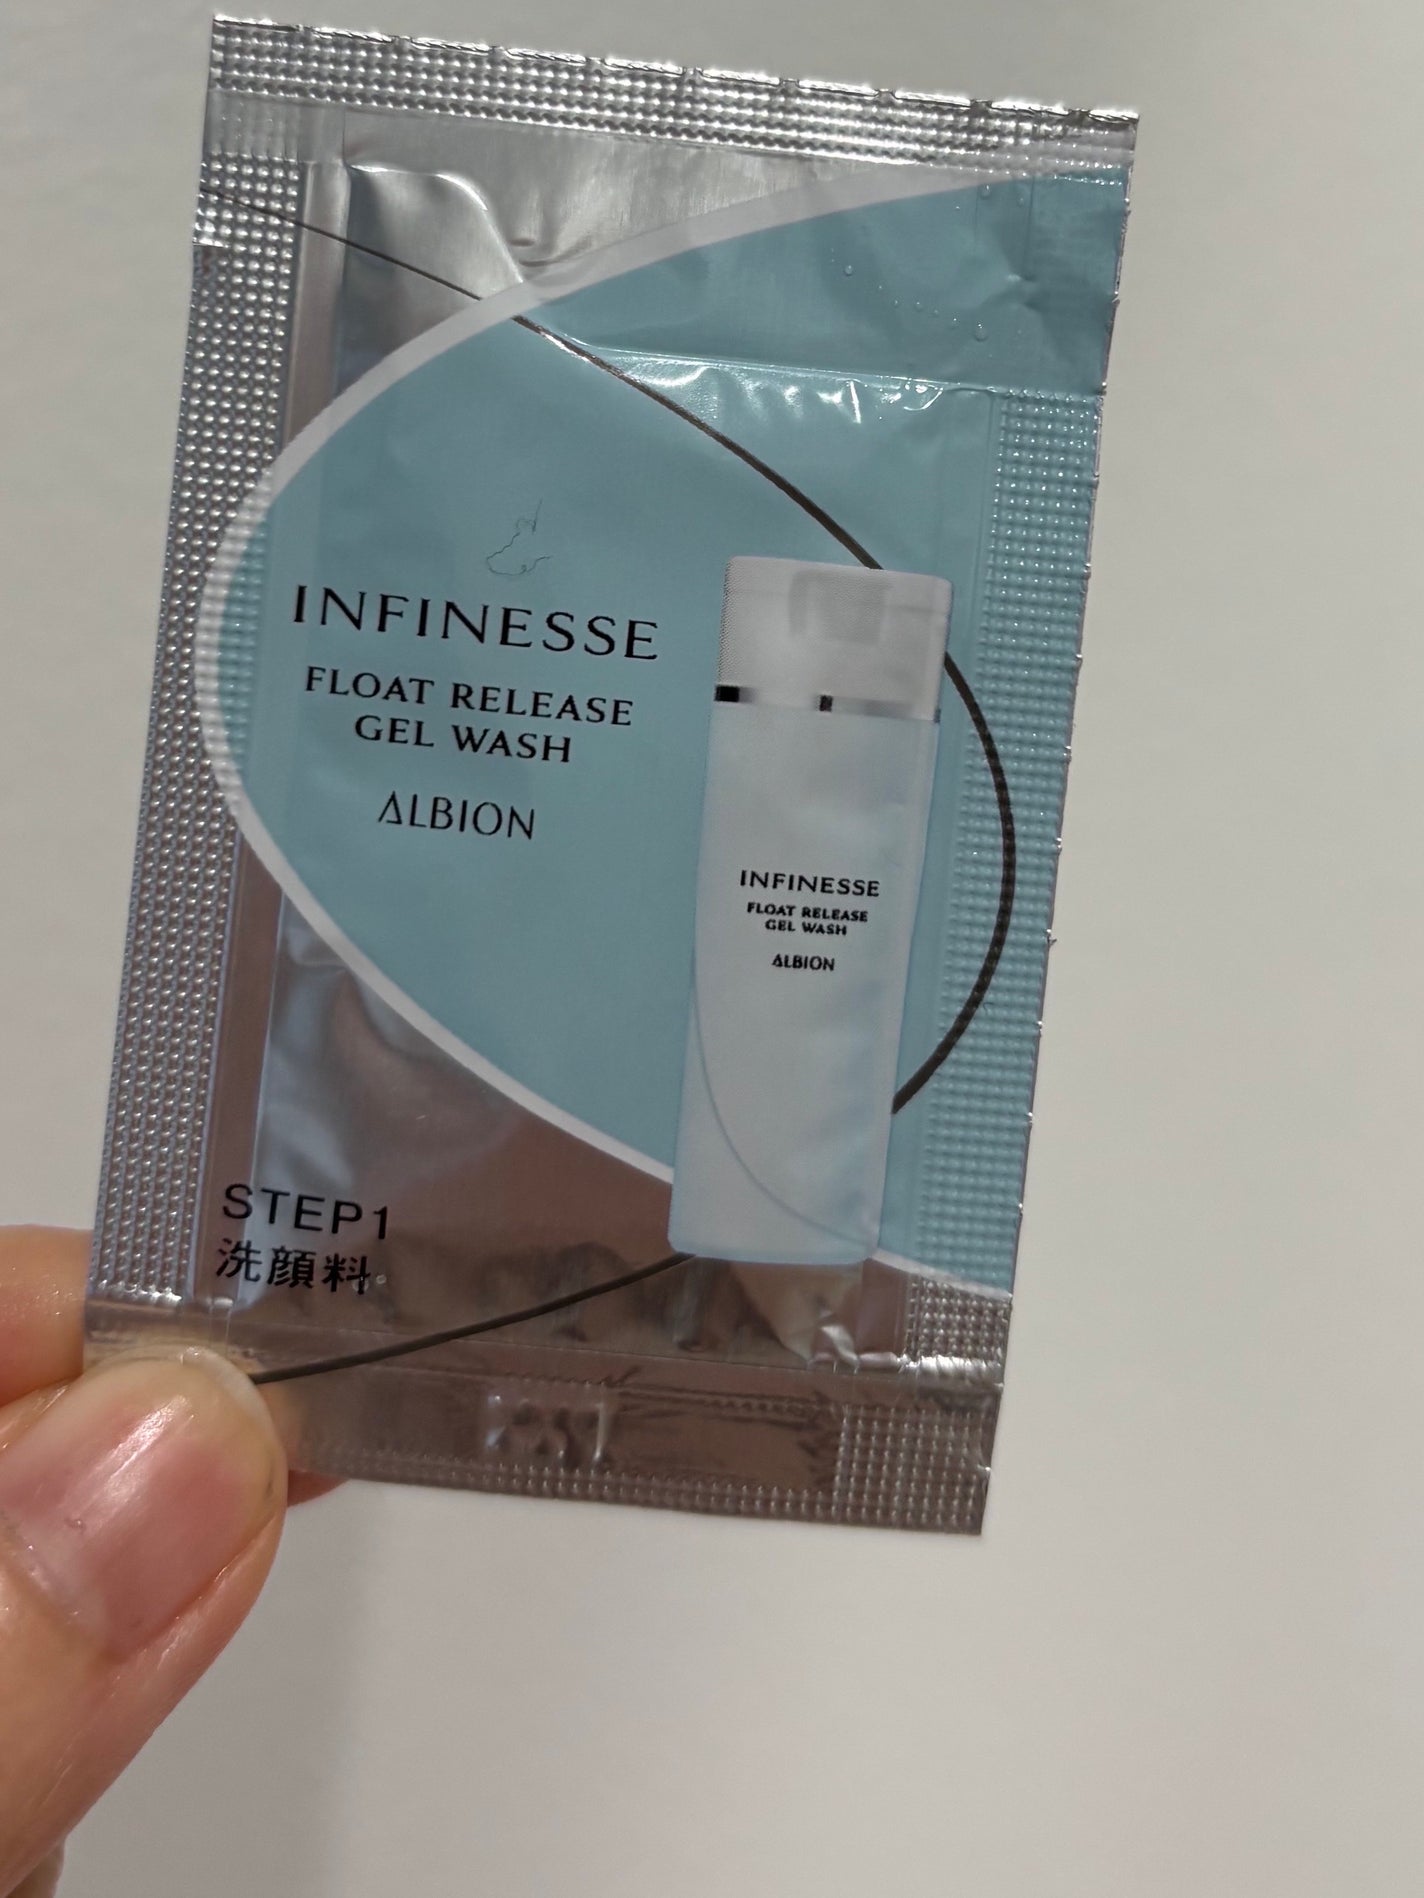 INFINESSE
FLOAT RELEASE
GEL WASH
ALBION
INFINESSE
FLOAT RELEASE
GEL WASH
ALBION
STEP1
洗顔料